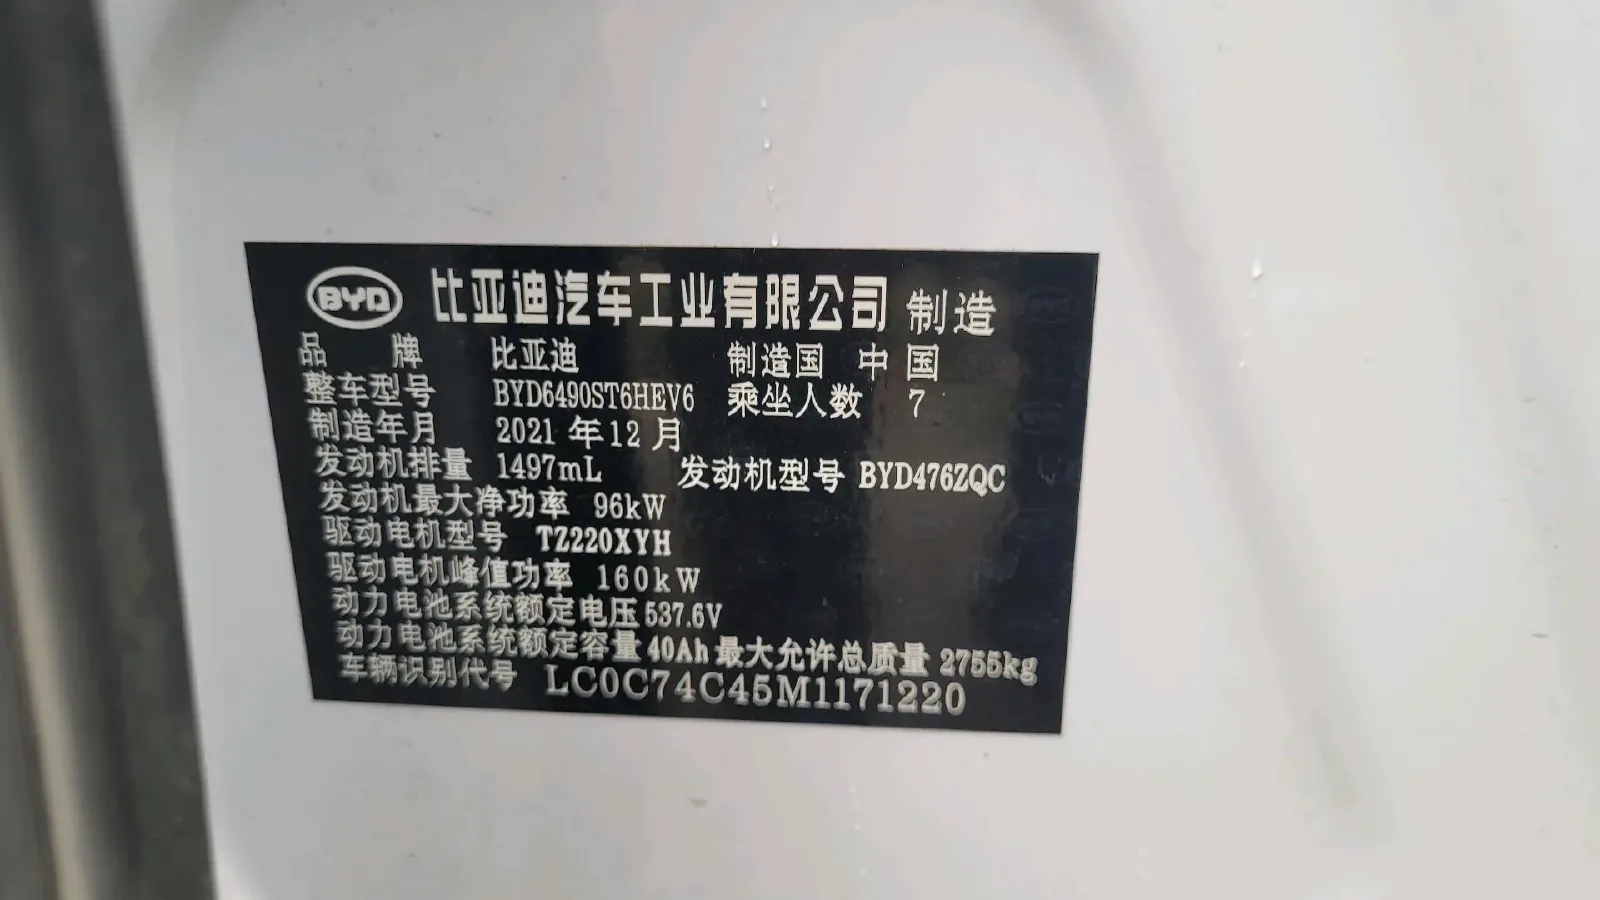 BYD 比亚迪汽车工业有限公司 制造
品 牌 比亚迪 制造国 中国
整车型号 BYD6490ST6HEV6 乘坐人数 7
制造年月 2021 年 12 月
发动机排量 1497mL 发动机型号 BYD476ZQC
发动机最大净功率 96kW
驱动电机型号 TZ220XYH
驱动电机峰值功率 160kW
动力电池系统额定电压 537.6V
动力电池系统额定容量 40Ah 最大允许总质量 2755kg
车辆识别代号 LC0C74C45M1171220